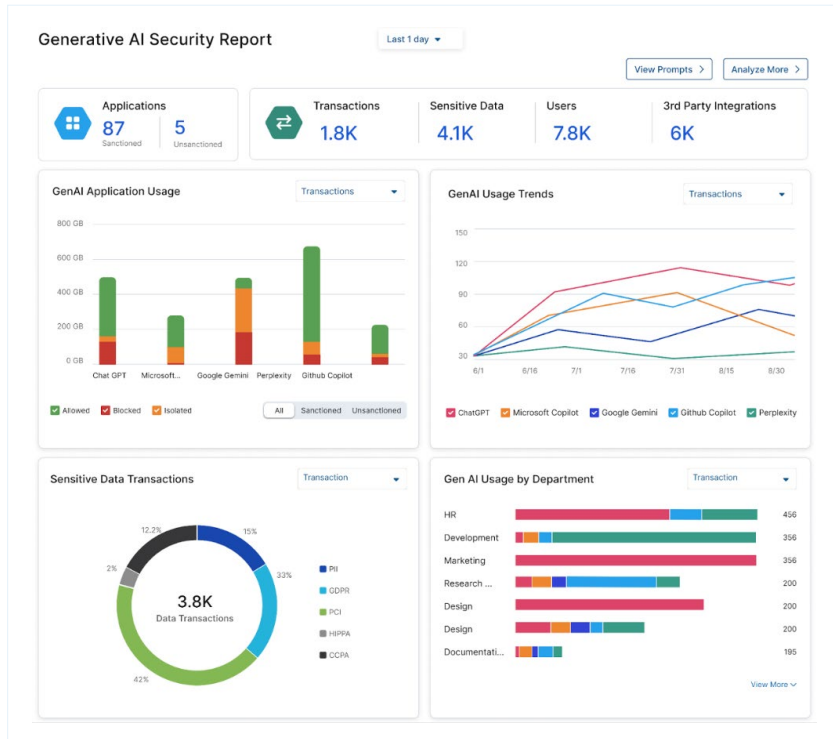 Generative AI Security Report
Last 1 day
View Prompts
Analyze More
Applications
87
Sanctioned
5
Unsanctioned
Transactions
1.8K
Sensitive Data
4.1K
Users
7.8K
3rd Party Integrations
6K
GenAI Application Usage
Transactions
800 GB
600 GB
400 GB
200 GB
0 GB
Chat GPT
Microsoft...
Google Gemini
Perplexity
Github Copilot
Allowed
Blocked
Isolated
All
Sanctioned
Unsanctioned
GenAI Usage Trends
Transactions
150
120
90
60
30
6/1
6/16
7/1
7/16
7/31
8/15
8/30
ChatGPT
Microsoft Copilot
Google Gemini
Github Copilot
Perplexity
Sensitive Data Transactions
Transaction
12.2%
15%
2%
33%
42%
3.8K
Data Transactions
PII
GDPR
PCI
HIPPA
CCPA
Gen AI Usage by Department
Transaction
HR 456
Development 356
Marketing 356
Research ... 200
Design 200
Design 200
Documentati... 195
View More